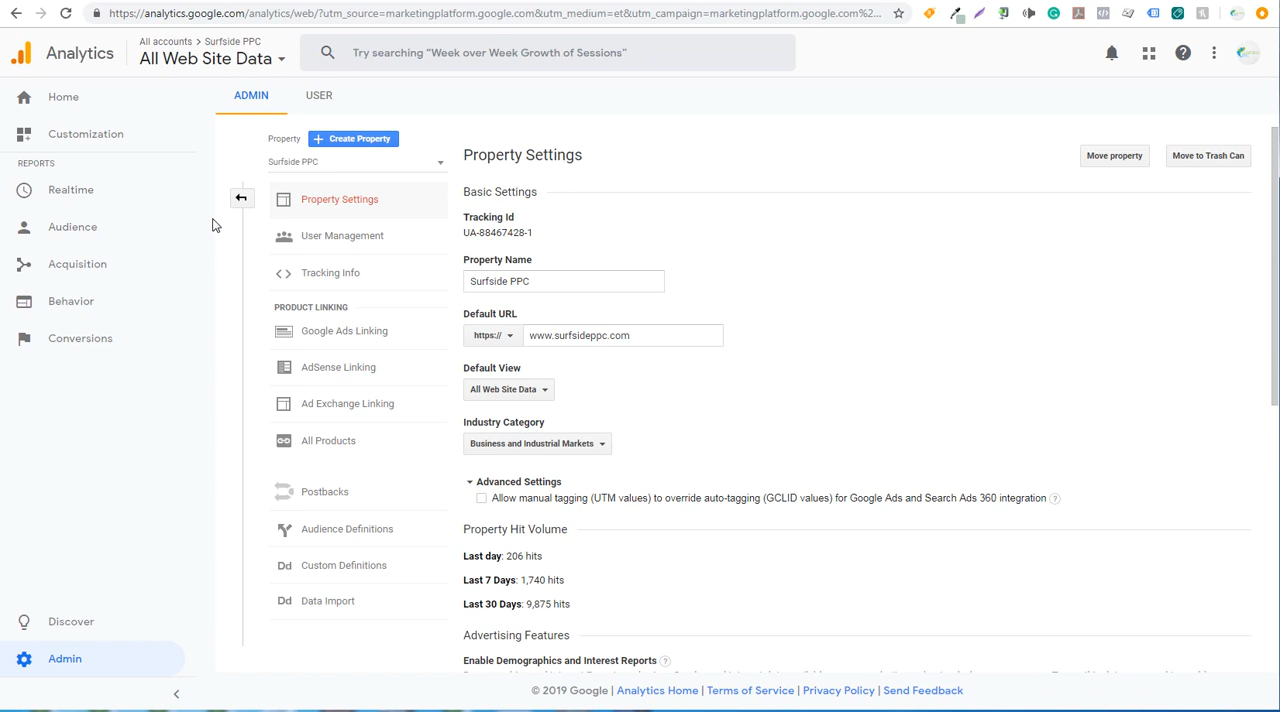 https://analytics.google.com/analytics/web/?utm_source=marketingplatform.google.com&utm_medium=et&utm_campaign=marketingplatform.google.com%2...
Analytics
All accounts > Surfside PPC
All Web Site Data
Try searching "Week over Week Growth of Sessions"
Home
Customization
REPORTS
Realtime
Audience
Acquisition
Behavior
Conversions
Discover
Admin
ADMIN
USER
Property
+ Create Property
Surfside PPC
Property Settings
User Management
Tracking Info
PRODUCT LINKING
Google Ads Linking
AdSense Linking
Ad Exchange Linking
All Products
Postbacks
Audience Definitions
Dd Custom Definitions
Dd Data Import
Property Settings
Move property
Move to Trash Can
Basic Settings
Tracking Id
UA-88467428-1
Property Name
Surfside PPC
Default URL
https://
www.surfsideppc.com
Default View
All Web Site Data
Industry Category
Business and Industrial Markets
Advanced Settings
Allow manual tagging (UTM values) to override auto-tagging (GCLID values) for Google Ads and Search Ads 360 integration ?
Property Hit Volume
Last day: 206 hits
Last 7 Days: 1,740 hits
Last 30 Days: 9,875 hits
Advertising Features
Enable Demographics and Interest Reports ?
© 2019 Google | Analytics Home | Terms of Service | Privacy Policy | Send Feedback